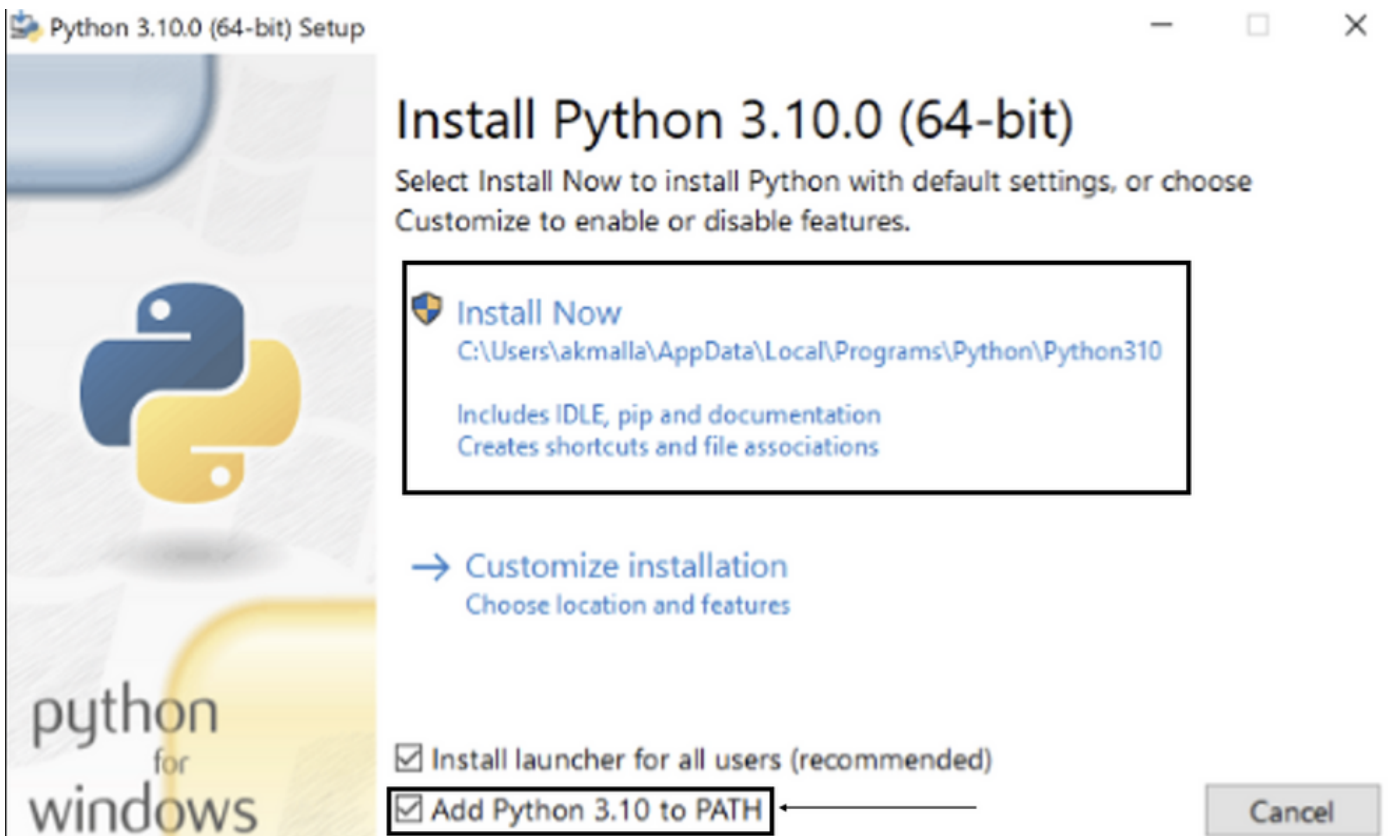 Python 3.10.0 (64-bit) Setup
Install Python 3.10.0 (64-bit)
Select Install Now to install Python with default settings, or choose
Customize to enable or disable features.
Install Now
C:\Users\akmalla\AppData\Local\Programs\Python\Python310
Includes IDLE, pip and documentation
Creates shortcuts and file associations
Customize installation
Choose location and features
python
for
windows
Install launcher for all users (recommended)
Add Python 3.10 to PATH
Cancel